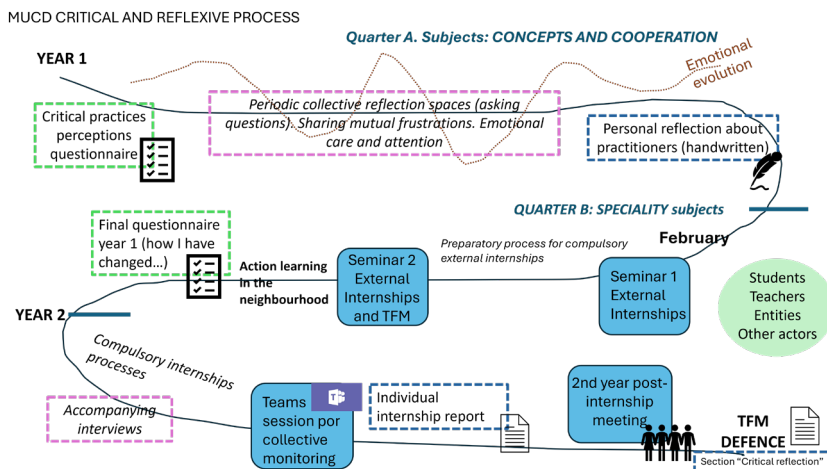 MUCD CRITICAL AND REFLEXIVE PROCESS
Quarter A. Subjects: CONCEPTS AND COOPERATION
YEAR 1
Emotional
evolution
Critical practices
perceptions
questionnaire
Periodic collective reflection spaces (asking
questions). Sharing mutual frustrations. Emotional
care and attention
Personal reflection about
practitioners (handwritten)
QUARTER B: SPECIALITY subjects
February
Final questionnaire
year 1 (how I have
changed…)
Action learning
in the
neighbourhood
Seminar 2
External
Internships
and TFM
Preparatory process for compulsory
external internships
Seminar 1
External
Internships
Students
Teachers
Entities
Other actors
YEAR 2
Compulsory internships
processes
Accompanying
interviews
Teams
session por
collective
monitoring
Individual
internship report
2nd year post-
internship
meeting
TFM
DEFENCE
Section “Critical reflection”